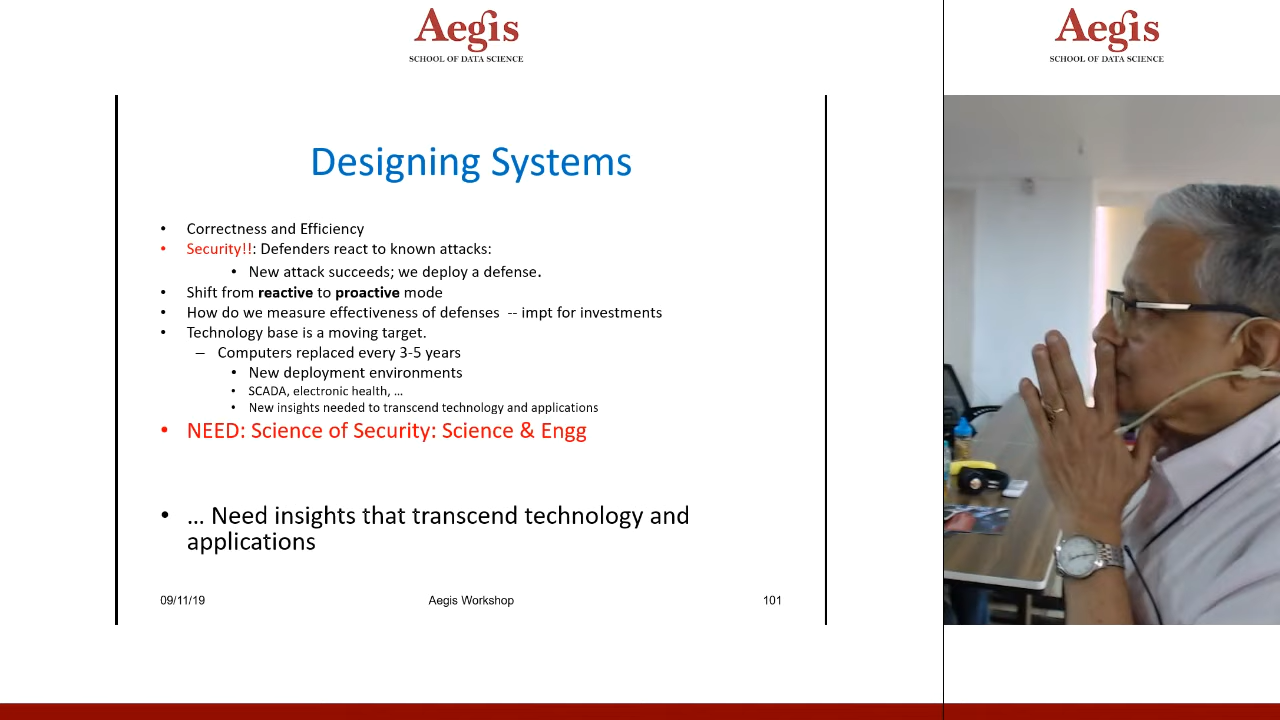 Aegis
SCHOOL OF DATA SCIENCE
Aegis
SCHOOL OF DATA SCIENCE
Designing Systems
• Correctness and Efficiency
• Security!!: Defenders react to known attacks:
• New attack succeeds; we deploy a defense.
• Shift from reactive to proactive mode
• How do we measure effectiveness of defenses -- impt for investments
• Technology base is a moving target.
– Computers replaced every 3-5 years
• New deployment environments
• SCADA, electronic health, ...
• New insights needed to transcend technology and applications
• NEED: Science of Security: Science & Engg
• ... Need insights that transcend technology and
applications
09/11/19 Aegis Workshop 101